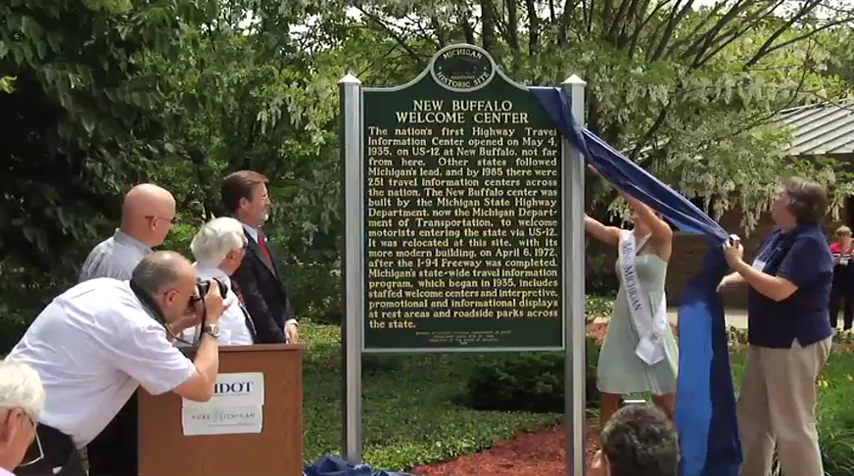 MICHIGAN
REGISTERED
HISTORIC SITE
NEW BUFFALO
WELCOME CENTER
The nation's first Highway Travel
Information Center opened on May 4,
1935, on US-12 at New Buffalo, not far
from here. Other states followed
Michigan's lead, and by 1985 there were
251 travel information centers across
the nation. The New Buffalo center was
built by the Michigan State Highway
Department, now the Michigan Depart-
ment of Transportation, to welcome
motorists entering the state via US-12.
It was relocated at this site, with its
more modern building, on April 6, 1972,
after the I-94 Freeway was completed.
Michigan's state-wide travel information
program, which began in 1935, includes
staffed welcome centers and interpretive,
promotional and informational displays
at rest areas and roadside parks across
the state.
MISS MICHIGAN
MDOT
PURE MICHIGAN